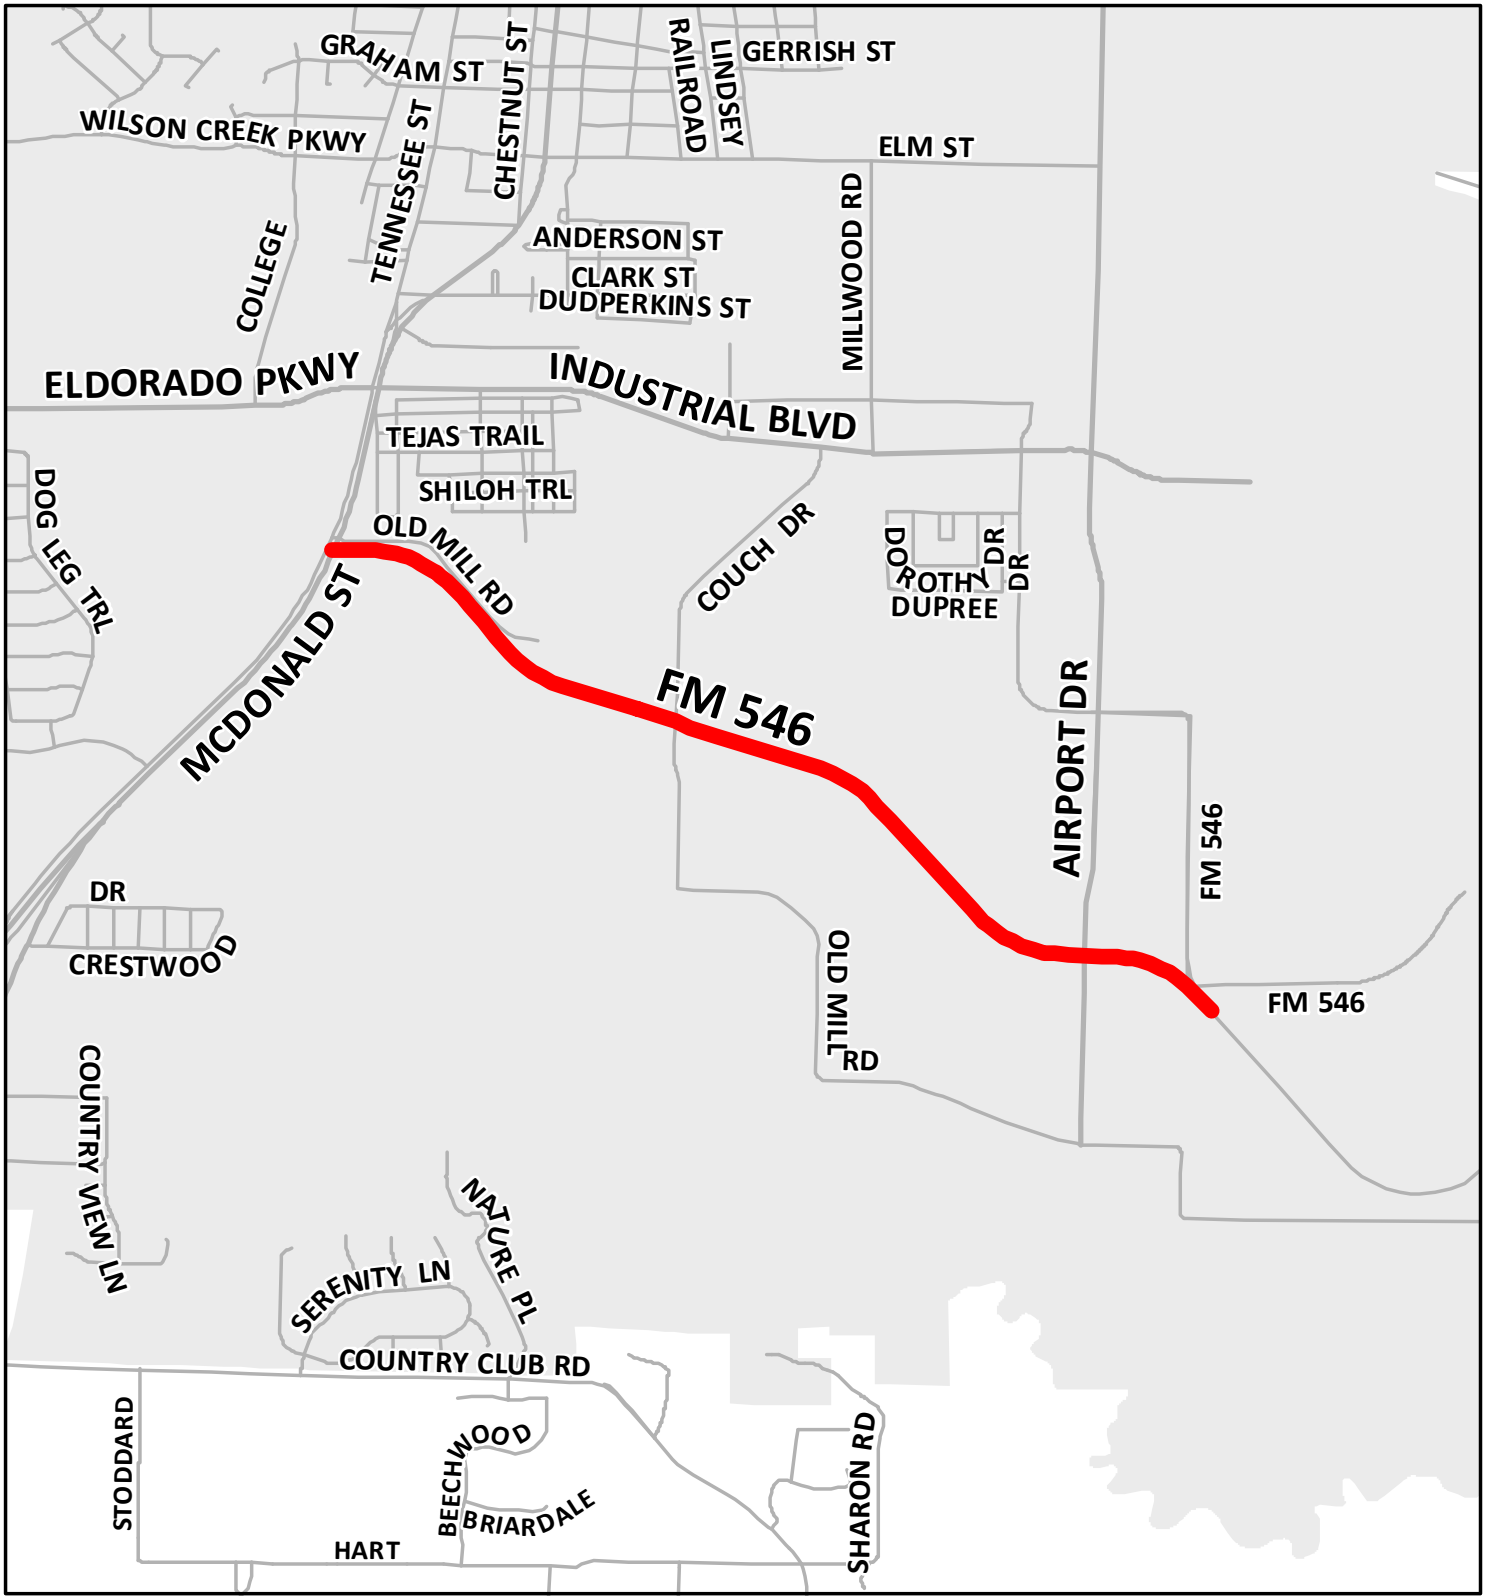 GRAHAM ST
CHESTNUT ST
RAILROAD
LINDSEY
GERRISH ST
WILSON CREEK PKWY
TENNESSEE ST
ELM ST
MILLWOOD RD
COLLEGE
ANDERSON ST
CLARK ST
DUDPERKINS ST
ELDORADO PKWY
INDUSTRIAL BLVD
TEJAS TRAIL
SHILOH TRL
DOG LEG TRL
OLD MILL RD
COUCH DR
DOROTHY DR
DR
DUPREE
MCDONALD ST
FM 546
AIRPORT DR
FM 546
DR
CRESTWOOD
OLD MILL
RD
FM 546
COUNTRY VIEW LN
NATURE PL
SERENITY LN
COUNTRY CLUB RD
STODDARD
BEECHWOOD
BRIARDALE
SHARON RD
HART